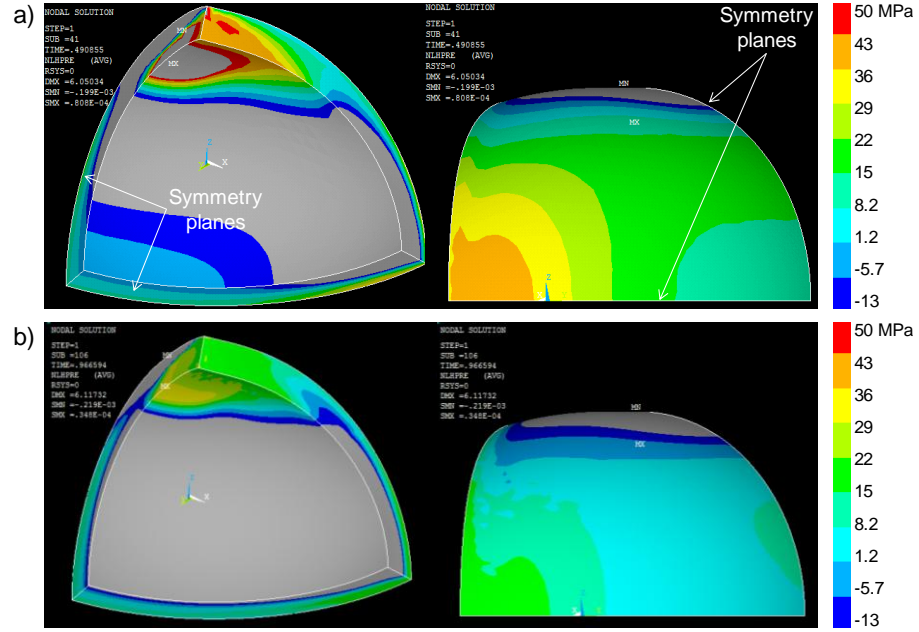 a)
NODAL SOLUTION
STEP=1
SUB =41
TIME=.490855
NLHPRE (AVG)
RSYS=0
DMX =6.05034
SMN =-.199E-03
SMX =.808E-04
MN
MX
Z
Y
X
Symmetry
planes
NODAL SOLUTION
STEP=1
SUB =41
TIME=.490855
NLHPRE (AVG)
RSYS=0
DMX =6.05034
SMN =-.199E-03
SMX =.808E-04
Symmetry
planes
MN
MX
Z
X
50 MPa
43
36
29
22
15
8.2
1.2
-5.7
-13
b)
NODAL SOLUTION
STEP=1
SUB =106
TIME=.966594
NLHPRE (AVG)
RSYS=0
DMX =6.11732
SMN =-.219E-03
SMX =.348E-04
MN
MX
Z
X
NODAL SOLUTION
STEP=1
SUB =106
TIME=.966594
NLHPRE (AVG)
RSYS=0
DMX =6.11732
SMN =-.219E-03
SMX =.348E-04
MN
MX
50 MPa
43
36
29
22
15
8.2
1.2
-5.7
-13